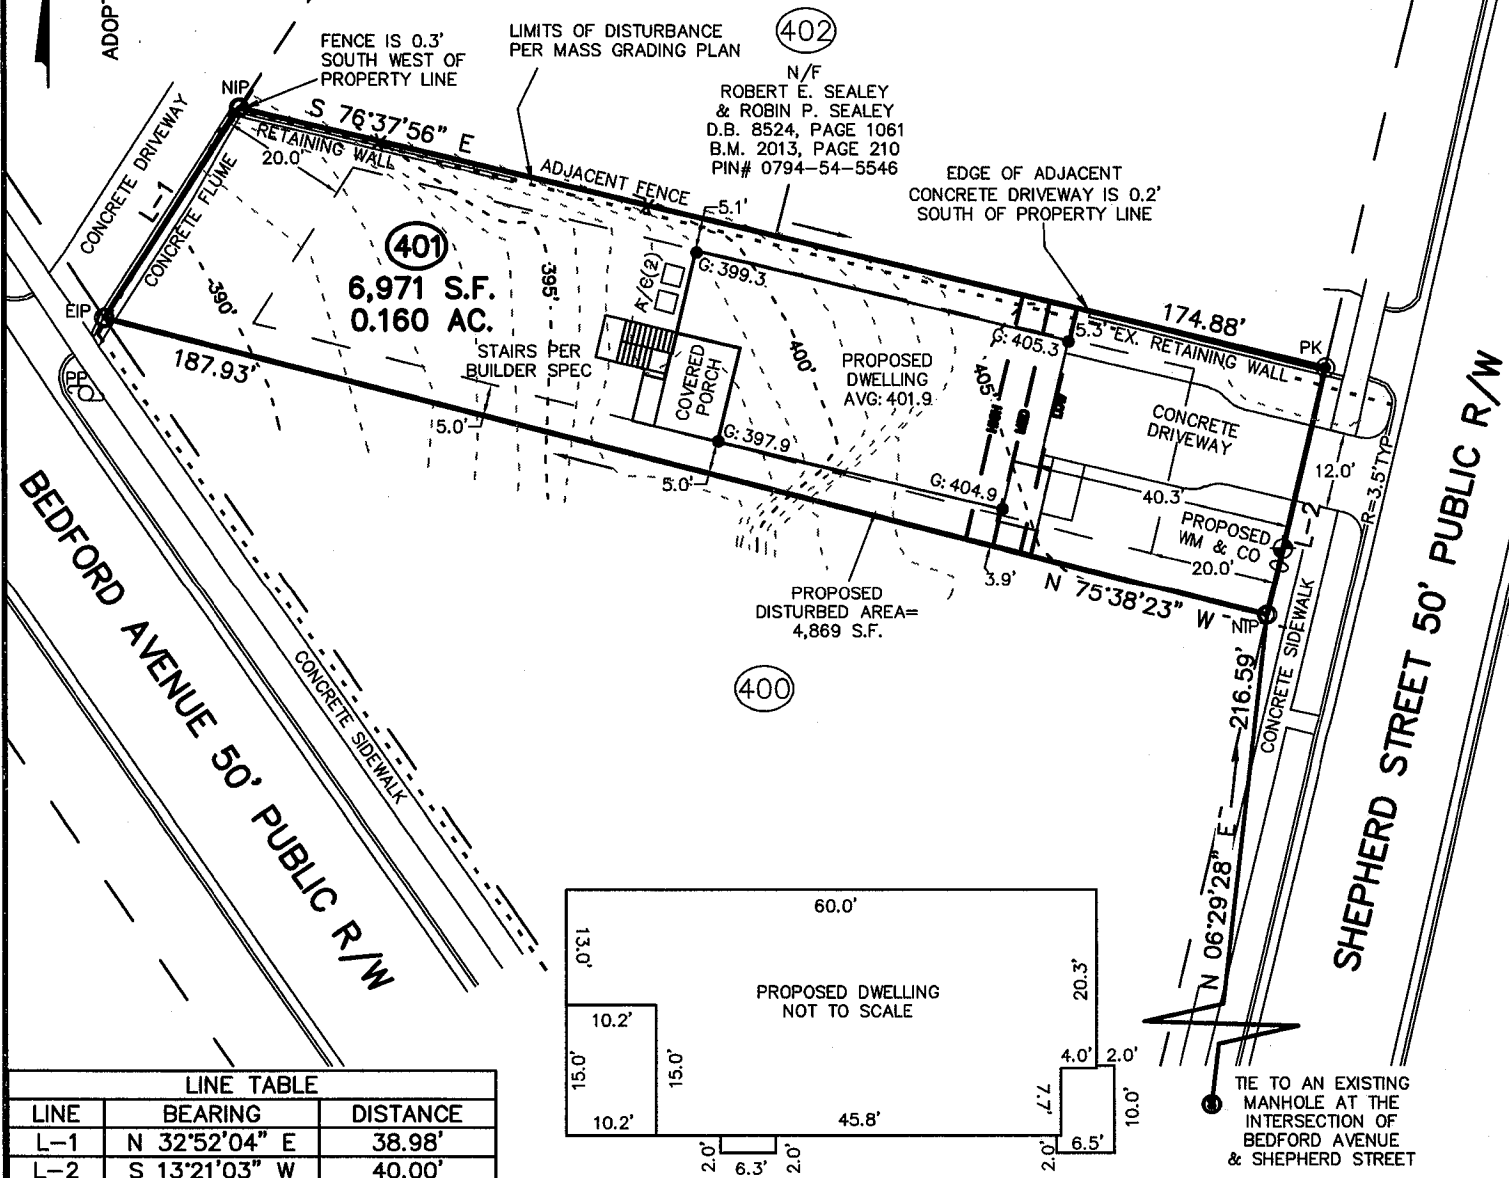 ADOPT
402
FENCE IS 0.3'
SOUTH WEST OF
PROPERTY LINE
LIMITS OF DISTURBANCE
PER MASS GRADING PLAN
N/F
ROBERT E. SEALEY
& ROBIN P. SEALEY
D.B. 8524, PAGE 1061
B.M. 2013, PAGE 210
PIN# 0794-54-5546
EDGE OF ADJACENT
CONCRETE DRIVEWAY IS 0.2'
SOUTH OF PROPERTY LINE
NIP
S 76°37'56" E
174.88'
RETAINING WALL
20.0'
ADJACENT FENCE
CONCRETE DRIVEWAY
L-1
CONCRETE FLUME
401
6,971 S.F.
0.160 AC.
390'
395'
400'
405'
A/C(2)
5.1'
G: 399.3
G: 405.3
5.3'
EX. RETAINING WALL
PK
EIP
187.93'
PP
STAIRS PER
BUILDER SPEC
COVERED
PORCH
PROPOSED
DWELLING
AVG: 401.9
HIGH
MID
LOW
CONCRETE
DRIVEWAY
12.0'
R=3.5'TYP
5.0'
G: 397.9
5.0'
G: 404.9
40.3'
PROPOSED
WM & CO
L-2
20.0'
3.9'
N 75°38'23" W
NIP
PROPOSED
DISTURBED AREA=
4,869 S.F.
400
BEDFORD AVENUE 50' PUBLIC R/W
CONCRETE SIDEWALK
CONCRETE SIDEWALK
SHEPHERD STREET 50' PUBLIC R/W
N 06°29'28" E
216.59'
60.0'
13.0'
20.3'
PROPOSED DWELLING
NOT TO SCALE
10.2'
15.0'
15.0'
10.2'
45.8'
4.0'
2.0'
7.7'
10.0'
6.5'
2.0'
6.3'
2.0'
2.0'
TIE TO AN EXISTING
MANHOLE AT THE
INTERSECTION OF
BEDFORD AVENUE
& SHEPHERD STREET
LINE TABLE
LINE BEARING DISTANCE
L-1 N 32°52'04" E 38.98'
L-2 S 13°21'03" W 40.00'